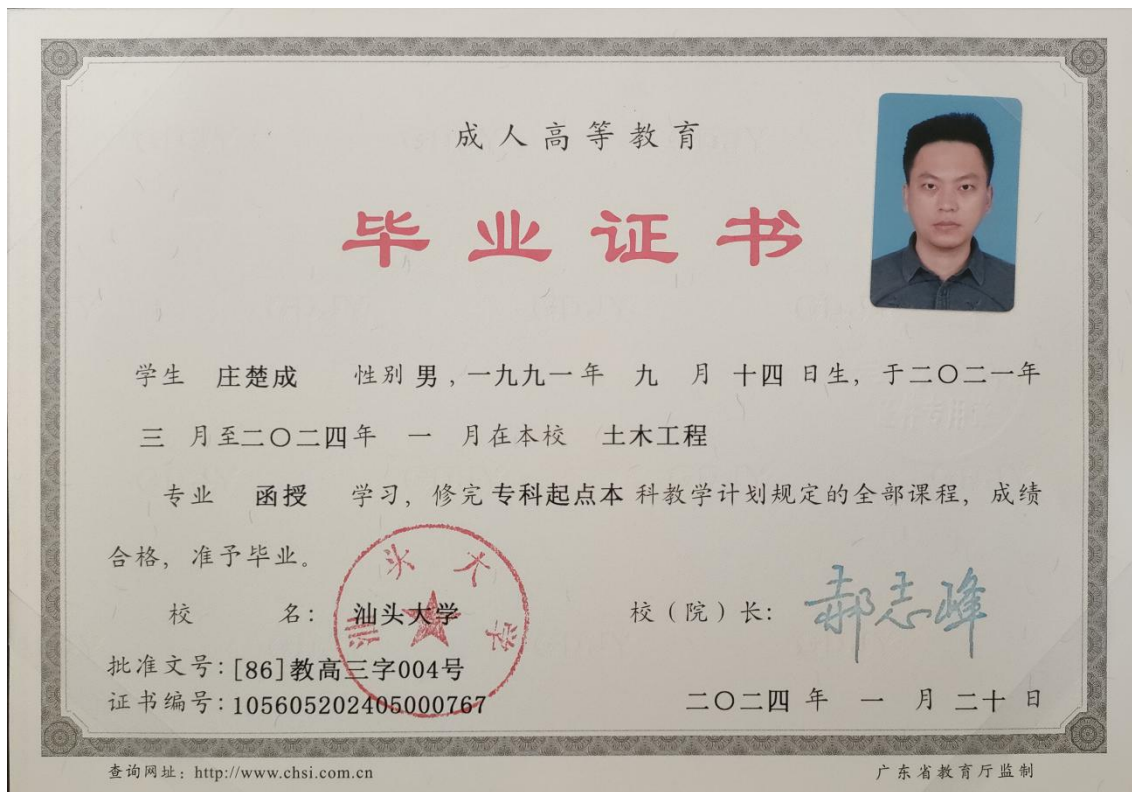 成人高等教育
毕业证书
学生 庄楚成 性别 男，一九九一年 九 月 十四 日生，于二〇二一年
三 月至二〇二四年 一 月在本校 土木工程
专业 函授 学习，修完 专科起点本 科教学计划规定的全部课程，成绩
合格，准予毕业。
汕头大学
校 名： 汕头大学 校（院）长： 郝志峰
批准文号：[86]教高三字004号
证书编号：105605202405000767 二〇二四 年 一 月 二十 日
查询网址：http://www.chsi.com.cn 广东省教育厅监制